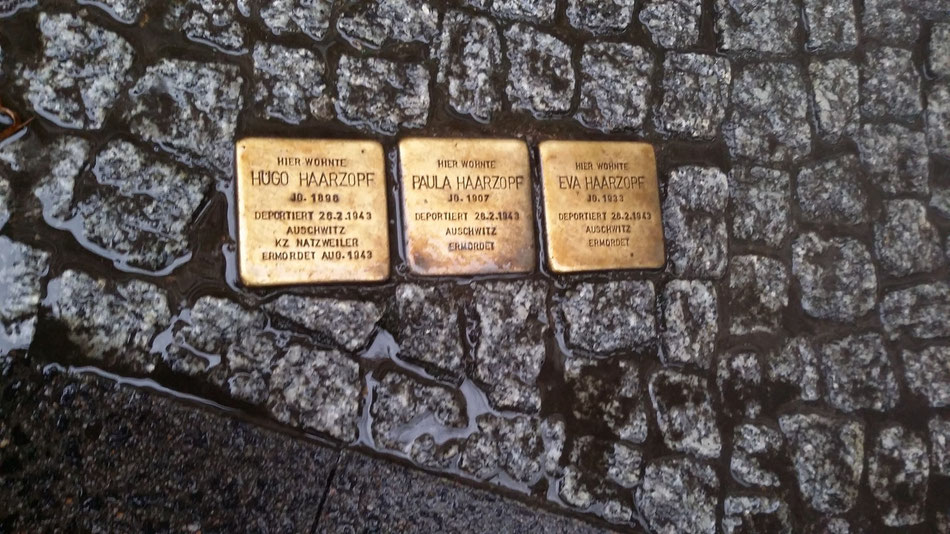 HIER WOHNTE
HUGO HAARZOPF
JG. 1896
DEPORTIERT 26.2.1943
AUSCHWITZ
KZ NATZWEILER
ERMORDET AUG. 1943
HIER WOHNTE
PAULA HAARZOPF
JG. 1907
DEPORTIERT 26.2.1943
AUSCHWITZ
ERMORDET
HIER WOHNTE
EVA HAARZOPF
JG. 1933
DEPORTIERT 26.2.1943
AUSCHWITZ
ERMORDET